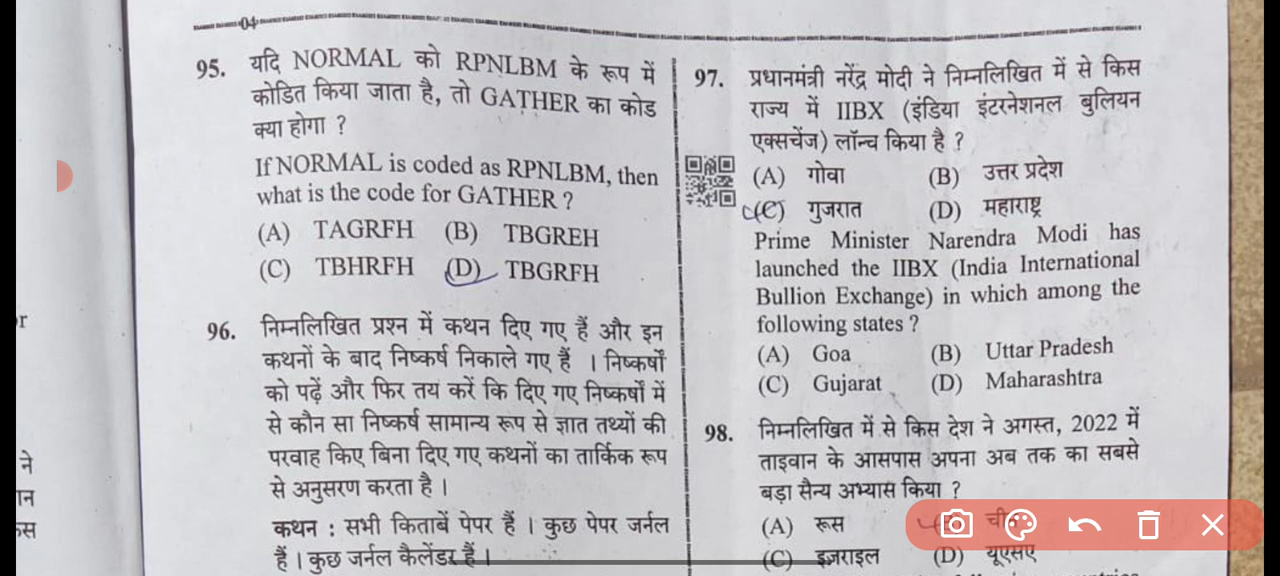 04
95. यदि NORMAL को RPNLBM के रूप में
कोडित किया जाता है, तो GATHER का कोड
क्या होगा ?
If NORMAL is coded as RPNLBM, then
what is the code for GATHER ?
(A) TAGRFH (B) TBGREH
(C) TBHRFH (D) TBGRFH
96. निम्नलिखित प्रश्न में कथन दिए गए हैं और इन
कथनों के बाद निष्कर्ष निकाले गए हैं । निष्कर्षों
को पढ़ें और फिर तय करें कि दिए गए निष्कर्षों में
से कौन सा निष्कर्ष सामान्य रूप से ज्ञात तथ्यों की
परवाह किए बिना दिए गए कथनों का तार्किक रूप
से अनुसरण करता है ।
कथन : सभी किताबें पेपर हैं । कुछ पेपर जर्नल
हैं । कुछ जर्नल कैलेंडर हैं ।
97. प्रधानमंत्री नरेंद्र मोदी ने निम्नलिखित में से किस
राज्य में IIBX (इंडिया इंटरनेशनल बुलियन
एक्सचेंज) लॉन्च किया है ?
(A) गोवा (B) उत्तर प्रदेश
(C) गुजरात (D) महाराष्ट्र
Prime Minister Narendra Modi has
launched the IIBX (India International
Bullion Exchange) in which among the
following states ?
(A) Goa (B) Uttar Pradesh
(C) Gujarat (D) Maharashtra
98. निम्नलिखित में से किस देश ने अगस्त, 2022 में
ताइवान के आसपास अपना अब तक का सबसे
बड़ा सैन्य अभ्यास किया ?
(A) रूस
(C) इज़राइल (D) यूएसए